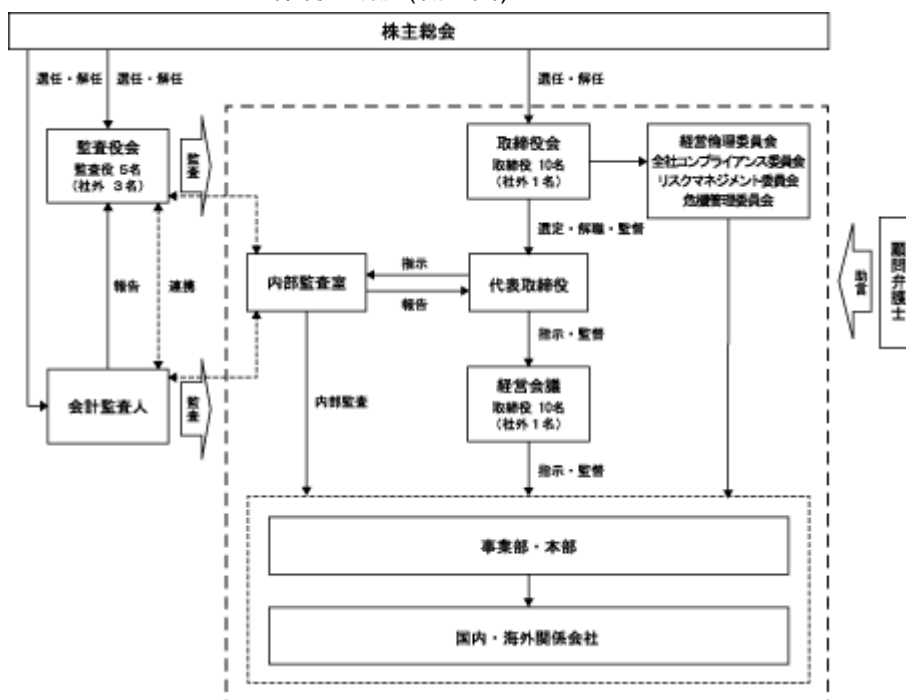 株主総会
選任・解任
選任・解任
選任・解任
監査役会
監査役 5名
(社外 3名)
監査
取締役会
取締役 10名
(社外1名)
経営倫理委員会
全社コンプライアンス委員会
リスクマネジメント委員会
危機管理委員会
選定・解職・監督
報告
連携
内部監査室
指示
報告
代表取締役
助言
顧問弁護士
指示・監督
会計監査人
監査
内部監査
経営会議
取締役 10名
(社外1名)
指示・監督
事業部・本部
国内・海外関係会社